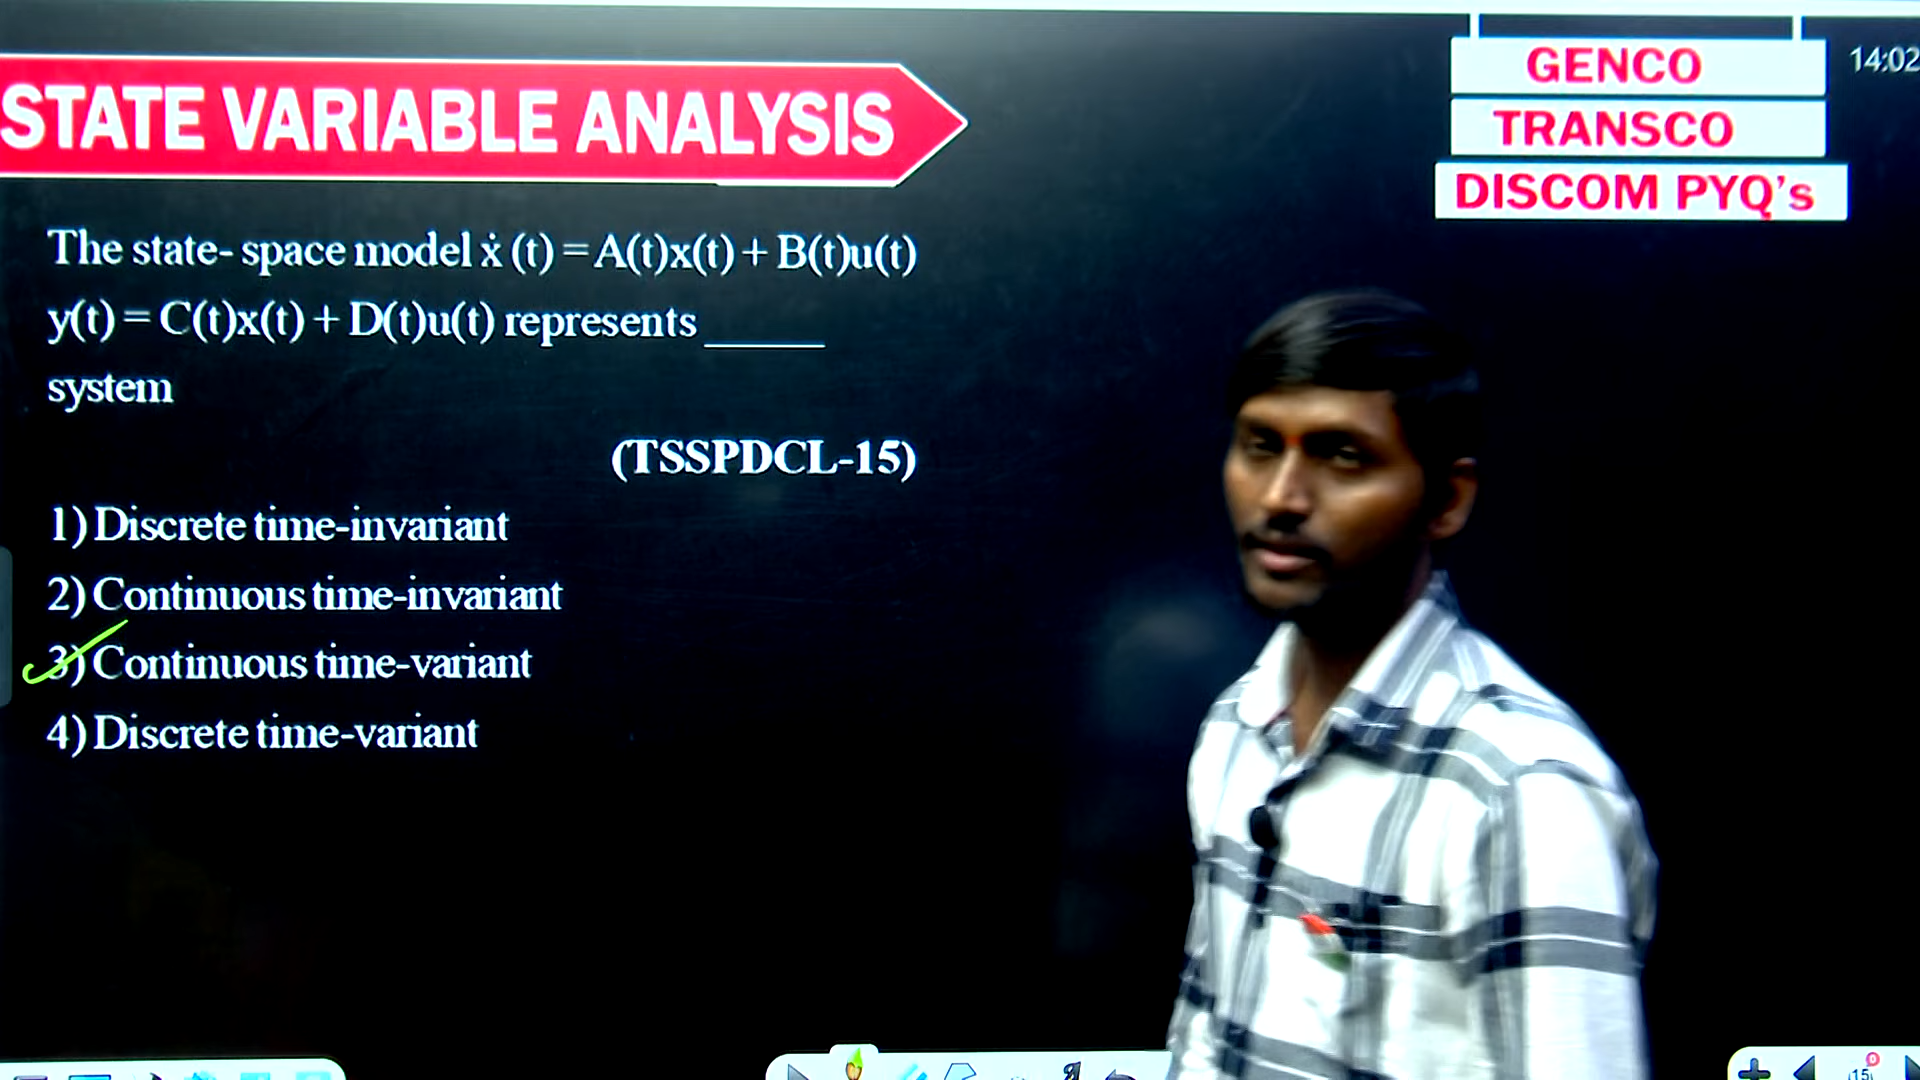 STATE VARIABLE ANALYSIS
GENCO
TRANSCO
DISCOM PYQ's
14:02
The state- space model ẋ (t) = A(t)x(t) + B(t)u(t)
y(t) = C(t)x(t) + D(t)u(t) represents ______
system
(TSSPDCL-15)
1) Discrete time-invariant
2) Continuous time-invariant
3) Continuous time-variant
4) Discrete time-variant
15